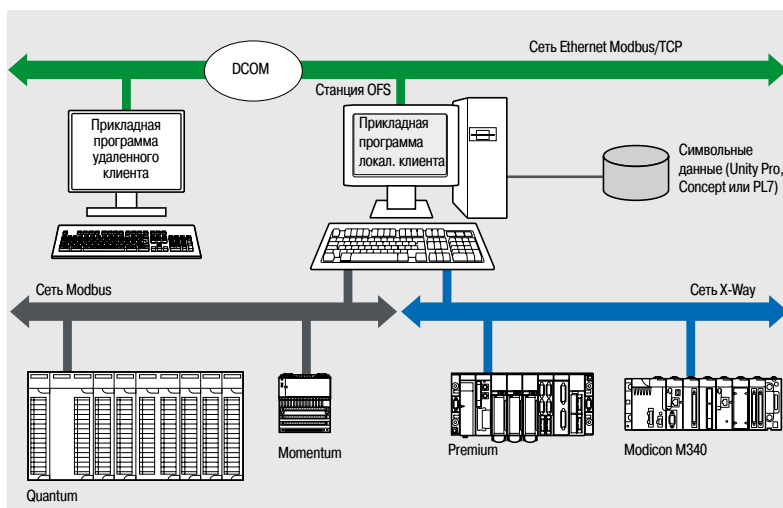 Сеть Ethernet Modbus/TCP
DCOM
Станция OFS
Прикладная
программа
удаленного
клиента
Прикладная
программа
локал. клиента
Символьные
данные (Unity Pro,
Concept или PL7)
Сеть Modbus
Сеть X-Way
Quantum
Momentum
Premium
Modicon M340